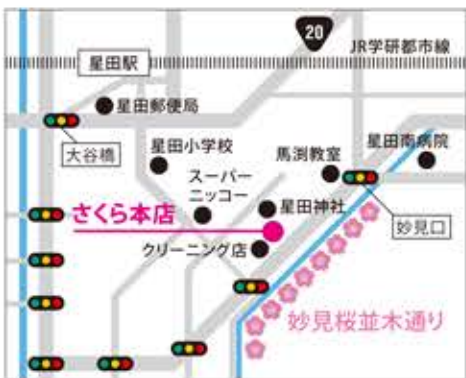 20
JR学研都市線
星田駅
星田郵便局
大谷橋
星田小学校
馬渕教室
星田南病院
スーパー
ニッコー
さくら本店
星田神社
妙見口
クリーニング店
妙見桜並木通り